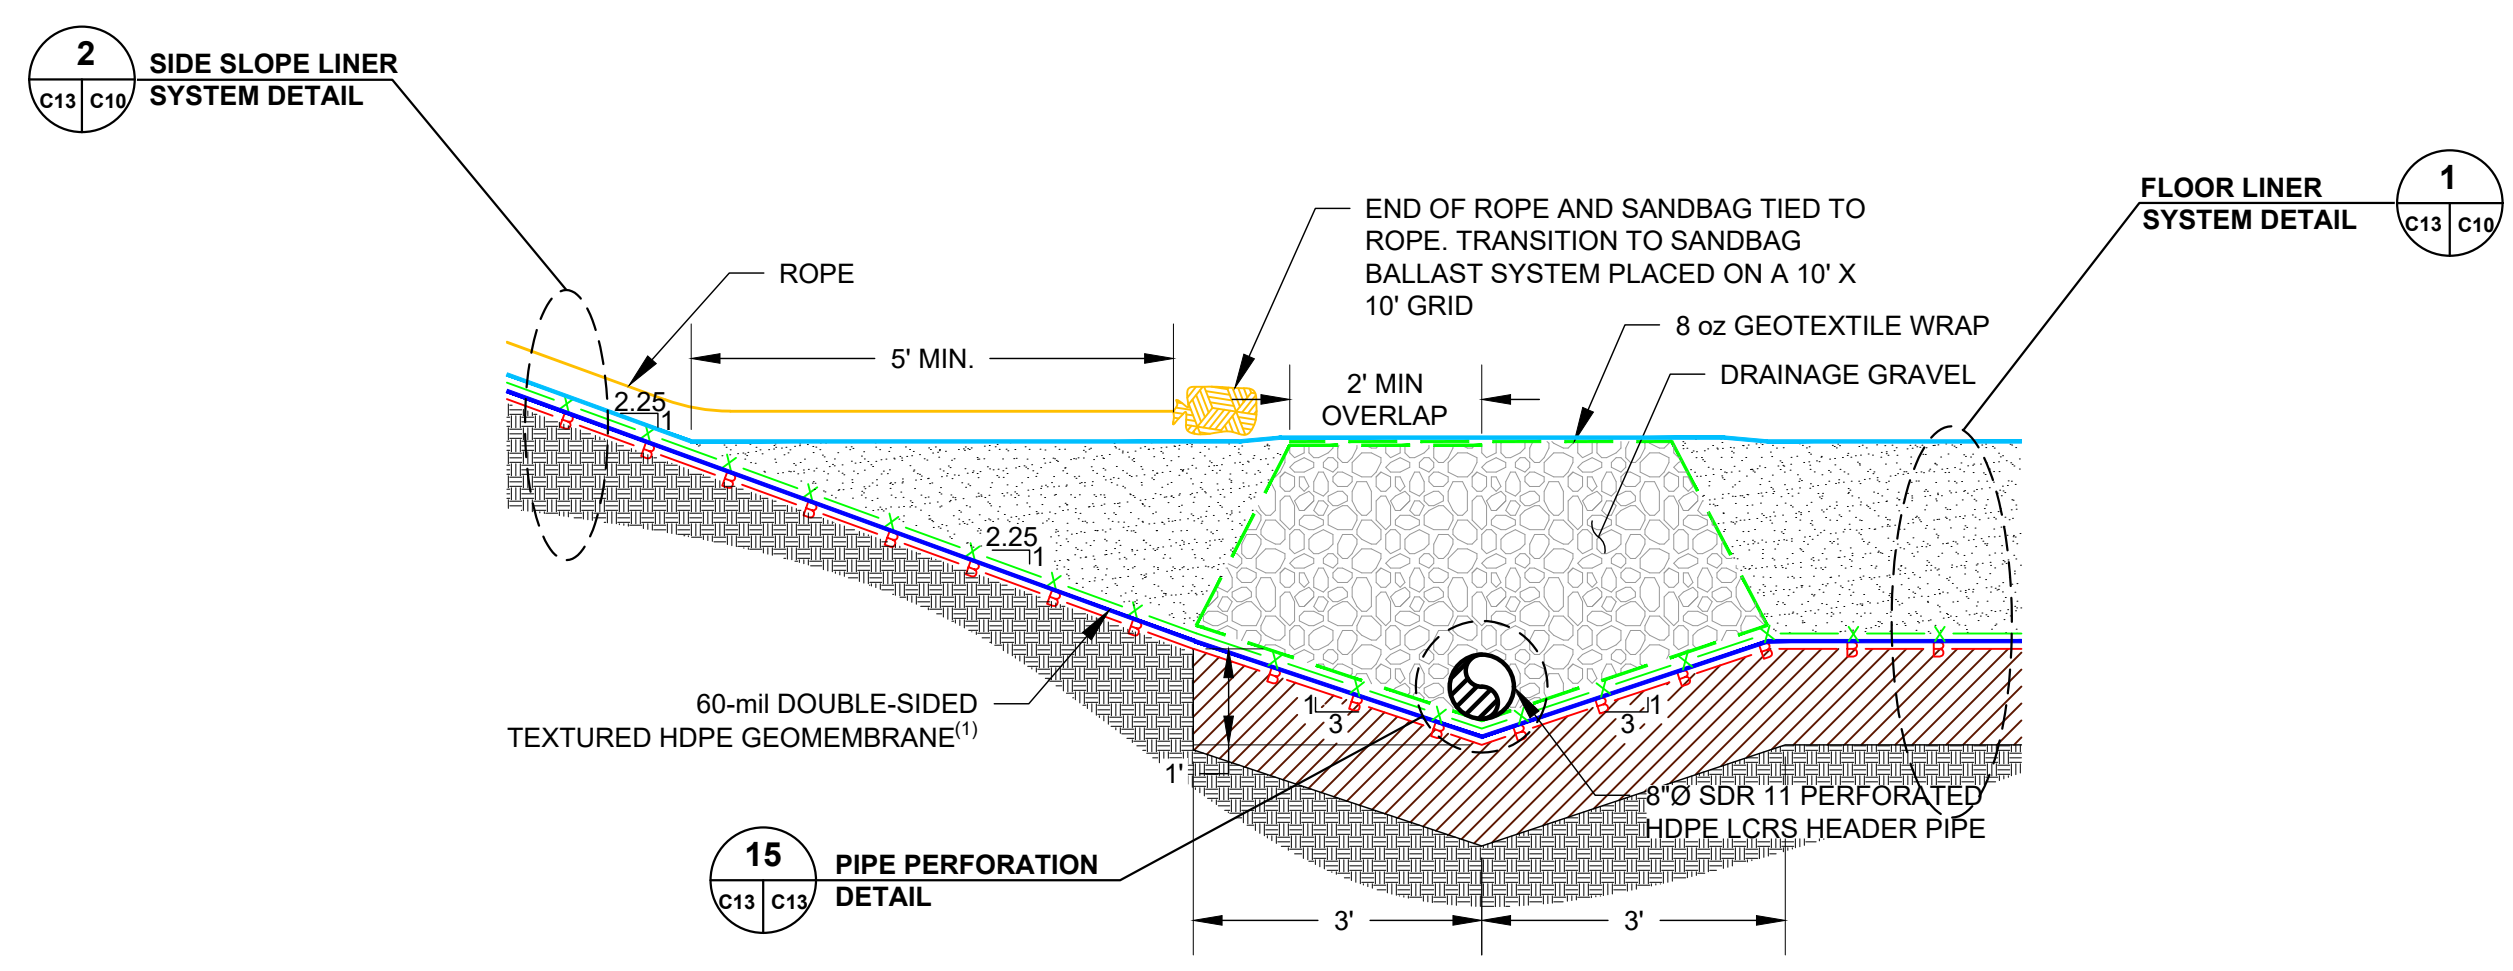 2
C13 C10
SIDE SLOPE LINER
SYSTEM DETAIL
1
C13 C10
FLOOR LINER
SYSTEM DETAIL
END OF ROPE AND SANDBAG TIED TO
ROPE. TRANSITION TO SANDBAG
BALLAST SYSTEM PLACED ON A 10' X
10' GRID
ROPE
8 oz GEOTEXTILE WRAP
5' MIN.
DRAINAGE GRAVEL
2' MIN
OVERLAP
2.25
1
2.25
1
60-mil DOUBLE-SIDED
TEXTURED HDPE GEOMEMBRANE(1)
1
3
1
3
1'
8"Ø SDR 11 PERFORATED
HDPE LCRS HEADER PIPE
15
C13 C13
PIPE PERFORATION
DETAIL
3'
3'